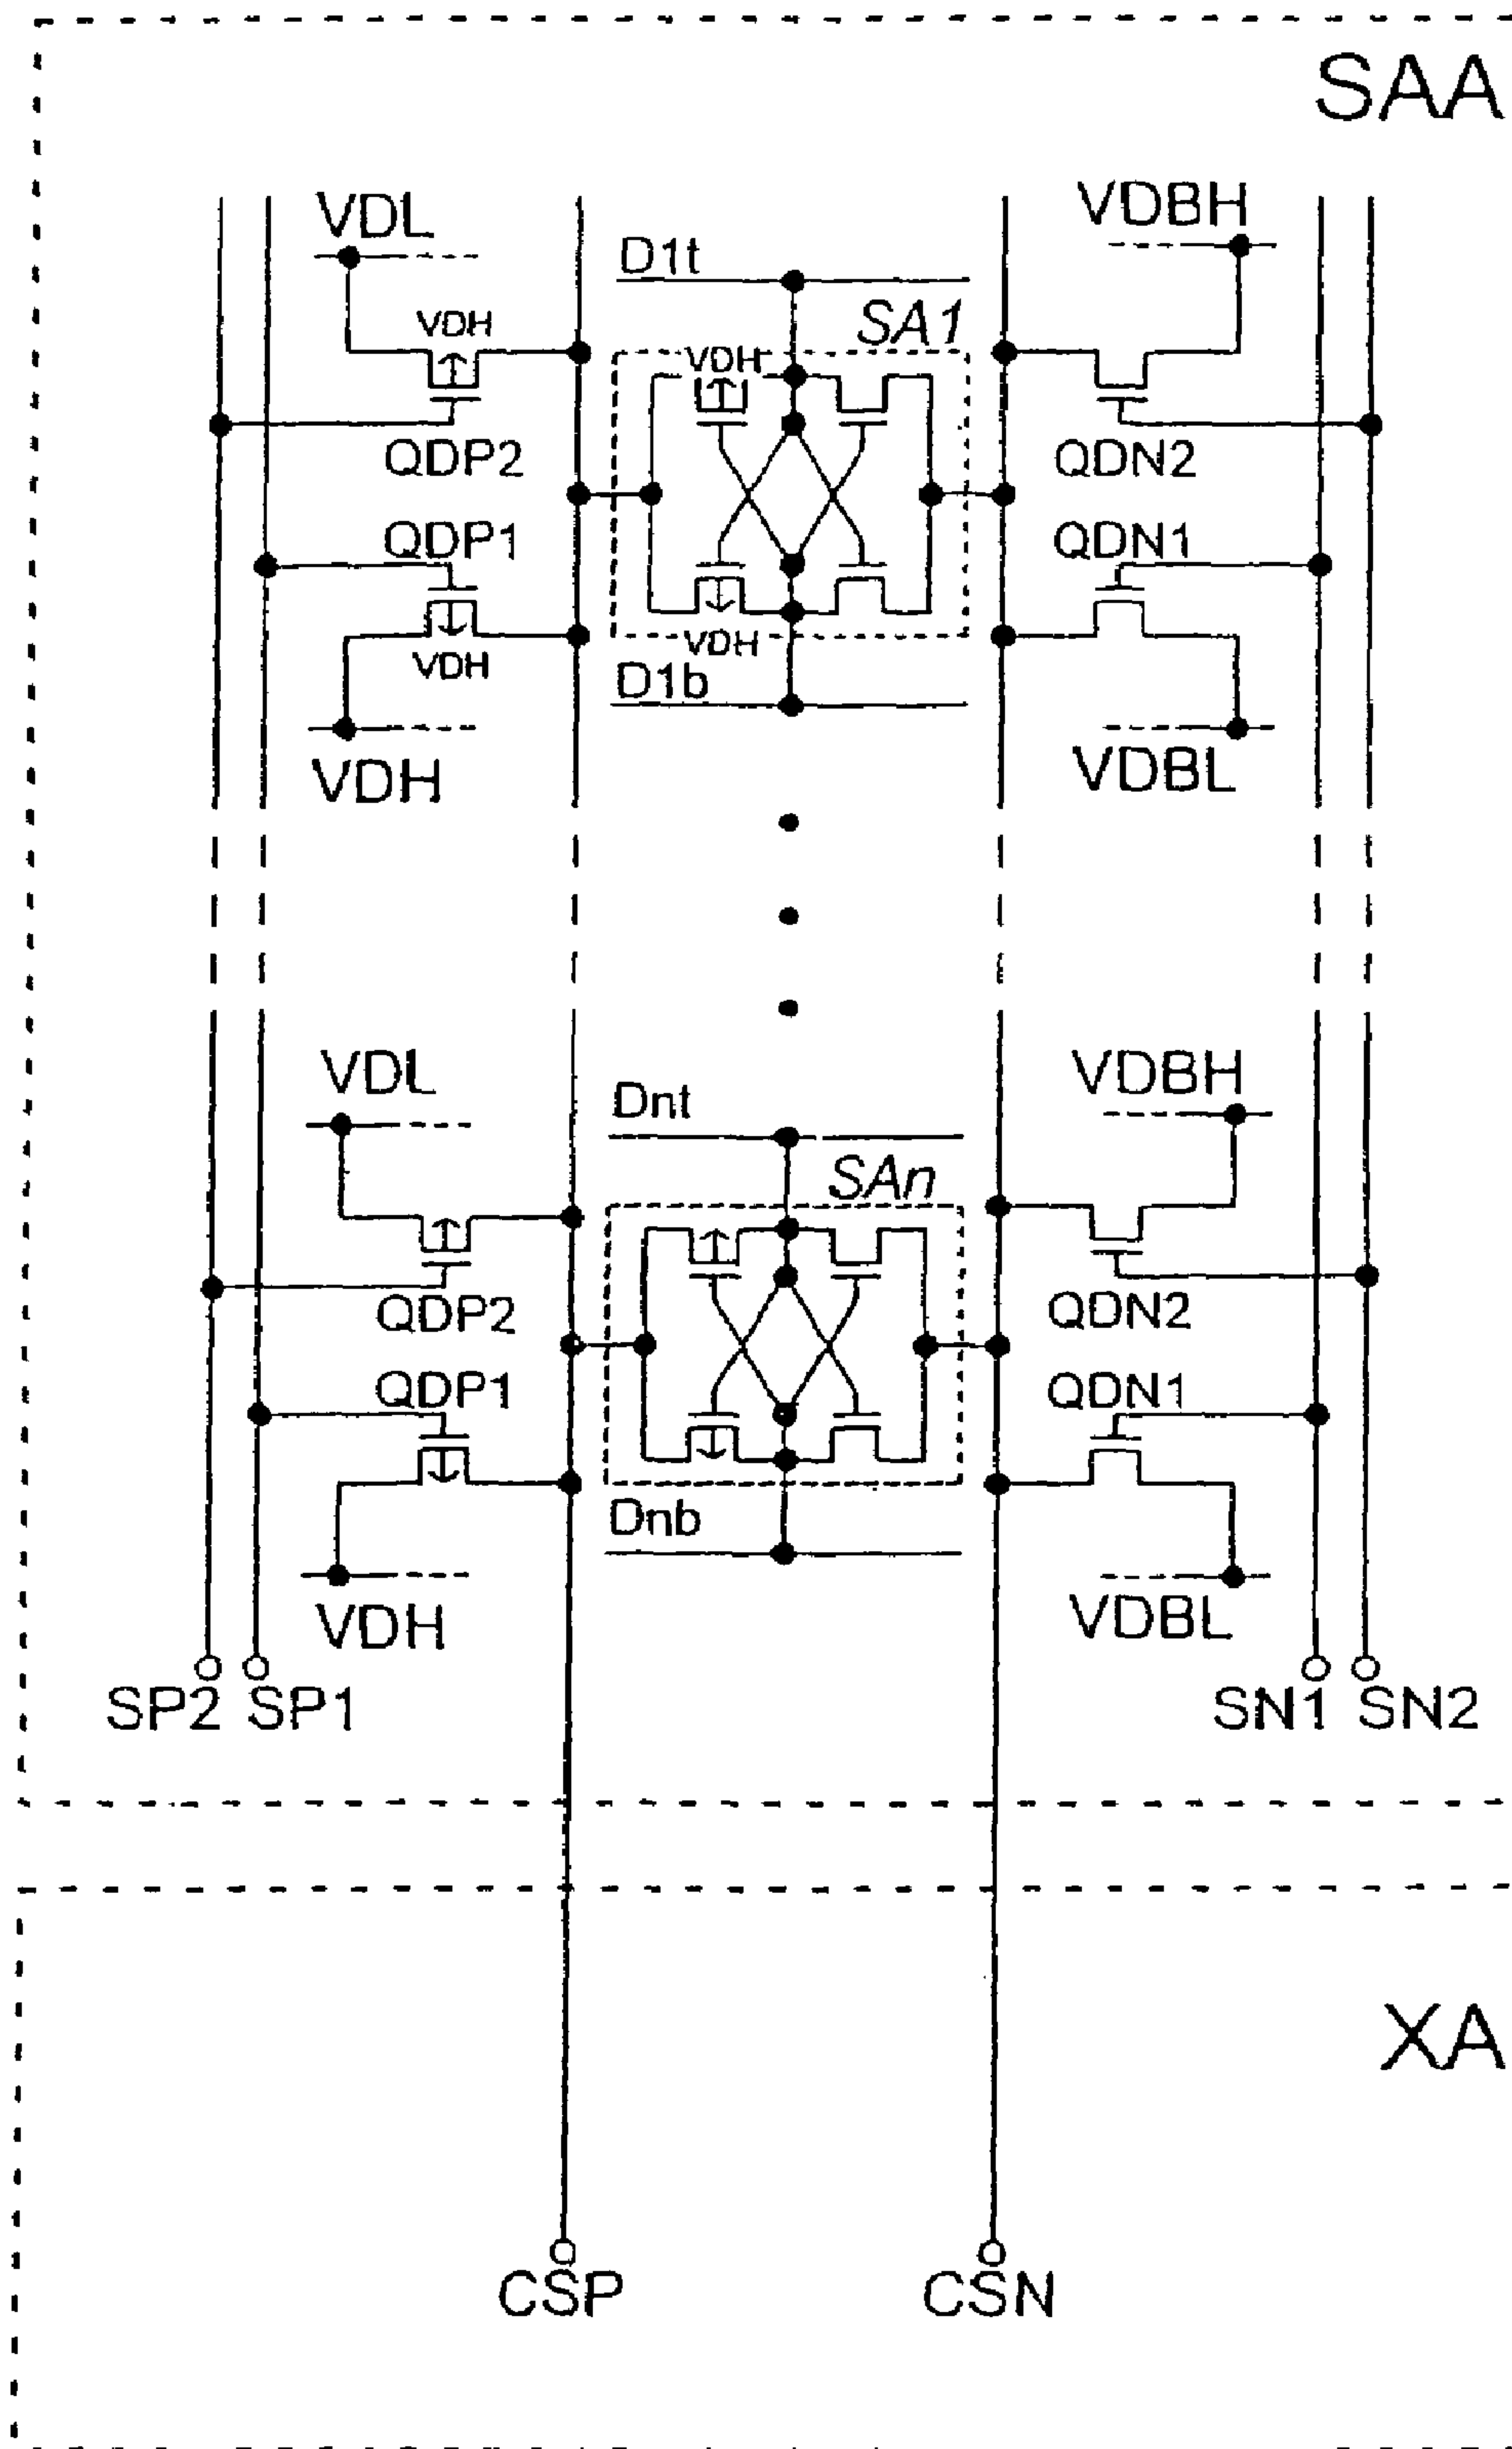 SAA
VDL
VDBH
D1t
SA1
VDH
VDH
QDP2
QDN2
QDP1
QDN1
VDH
VDH
D1b
VDH
VDBL
VDL
VDBH
Dnt
SAn
QDP2
QDN2
QDP1
QDN1
Dnb
VDH
VDBL
SP2 SP1
SN1 SN2
XA
CSP
CSN